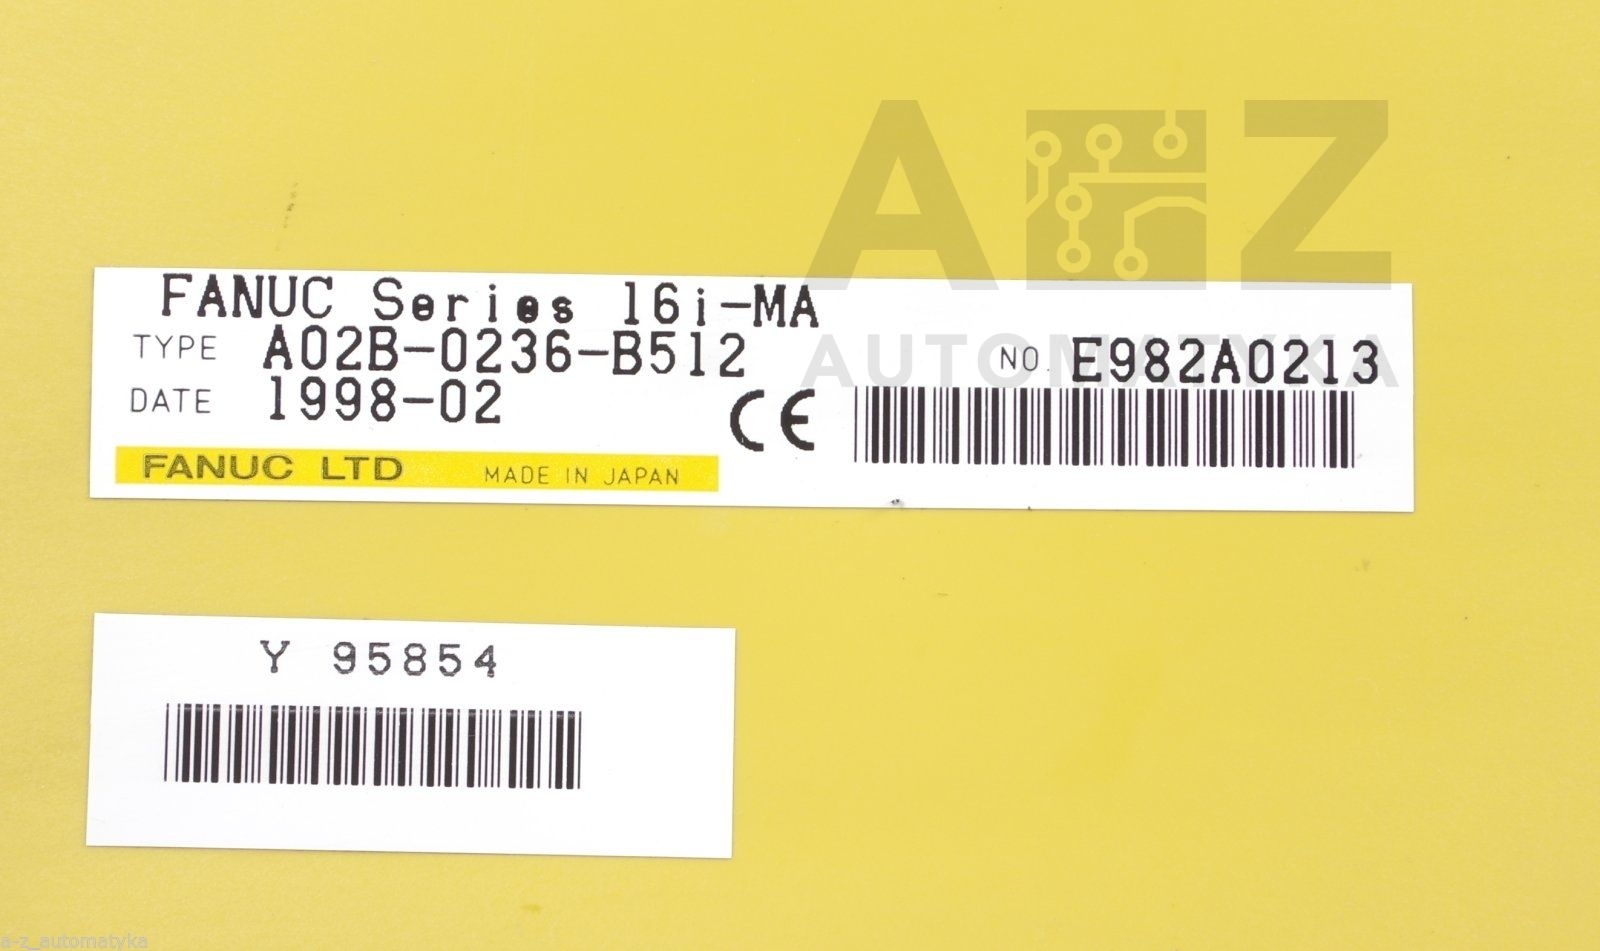 A Z
AUTOMATYKA
FANUC Series 16i-MA
TYPE A02B-0236-B512
NO. E982A0213
DATE 1998-02
CE
FANUC LTD MADE IN JAPAN
Y 95854
a-z_automatyka